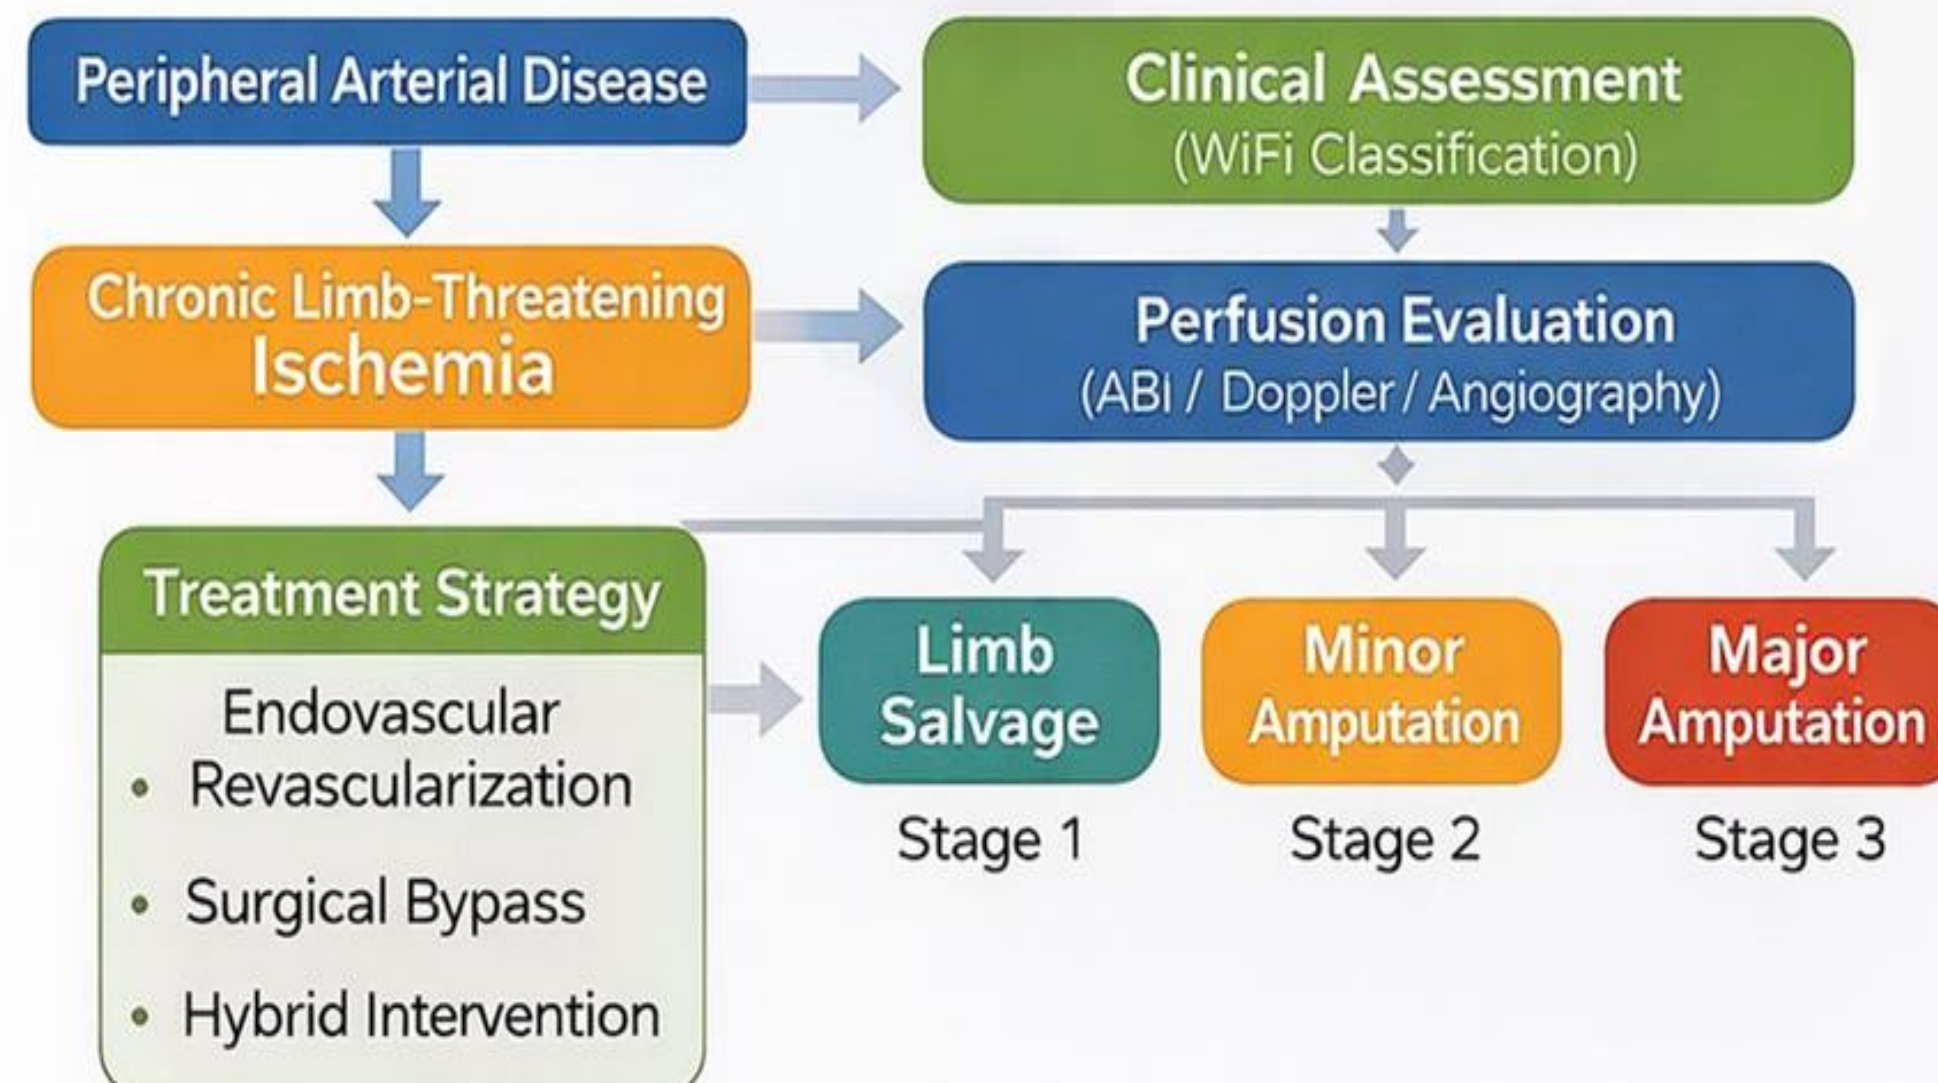 Peripheral Arterial Disease
Clinical Assessment
(WiFi Classification)
Chronic Limb-Threatening
Ischemia
Perfusion Evaluation
(ABI / Doppler / Angiography)
Treatment Strategy
Endovascular
• Revascularization
• Surgical Bypass
• Hybrid Intervention
Limb
Salvage
Stage 1
Minor
Amputation
Stage 2
Major
Amputation
Stage 3